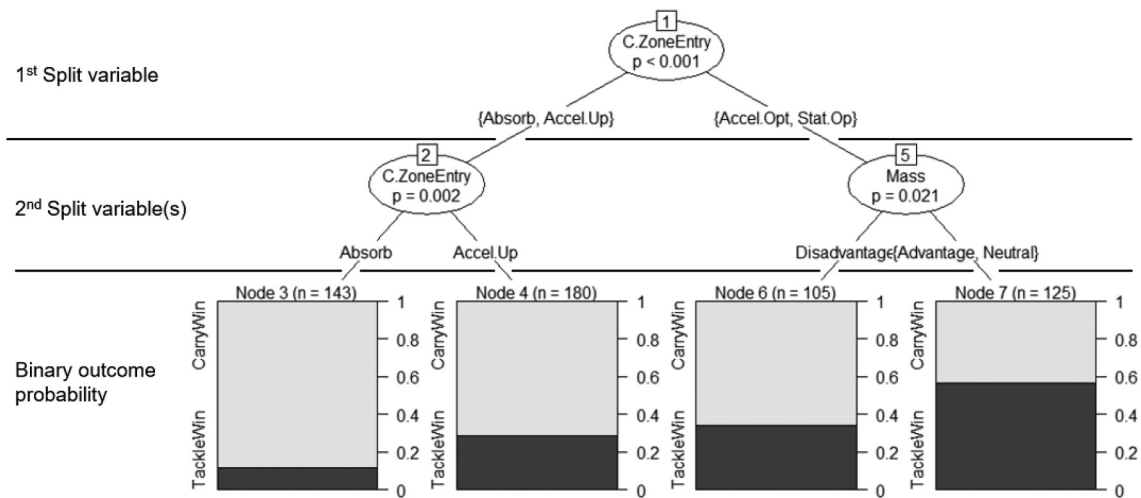 1
C.ZoneEntry
p < 0.001
1st Split variable
{Absorb, Accel.Up}
{Accel.Opt, Stat.Op}
2
C.ZoneEntry
p = 0.002
5
Mass
p = 0.021
2nd Split variable(s)
Absorb
Accel.Up
Disadvantage
{Advantage, Neutral}
Node 3 (n = 143)
Node 4 (n = 180)
Node 6 (n = 105)
Node 7 (n = 125)
Binary outcome
probability
CarryWin
TackleWin
1
0.8
0.6
0.4
0.2
0
CarryWin
TackleWin
1
0.8
0.6
0.4
0.2
0
CarryWin
TackleWin
1
0.8
0.6
0.4
0.2
0
CarryWin
TackleWin
1
0.8
0.6
0.4
0.2
0